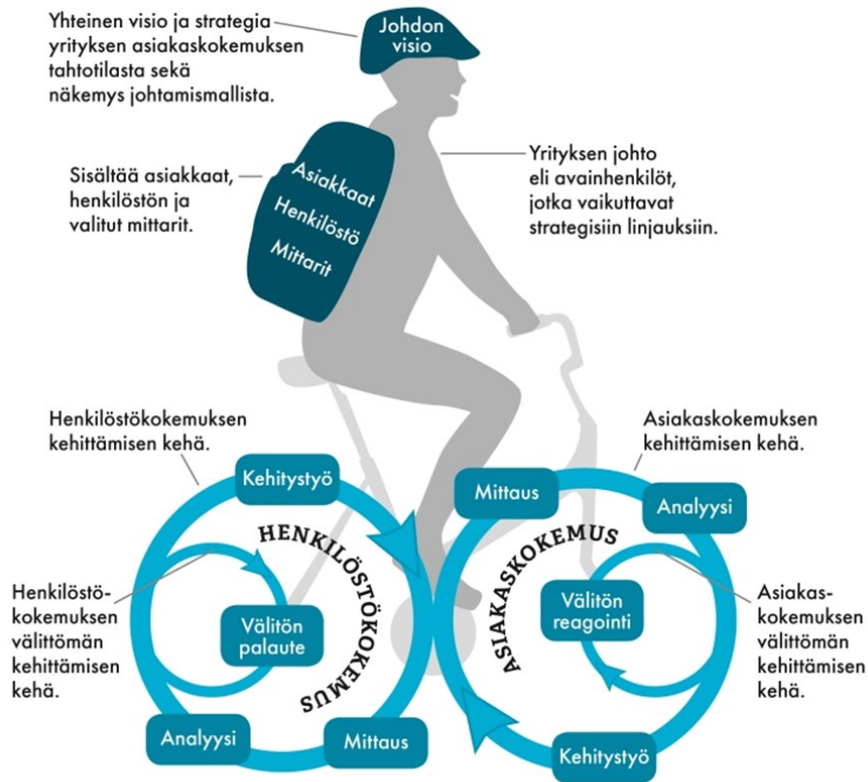 Yhteinen visio ja strategia
yrityksen asiakaskokemuksen
tahtotilasta sekä
näkemys johtamismallista.
Johdon
visio
Sisältää asiakkaat,
henkilöstön ja
valitut mittarit.
Asiakkaat
Henkilöstö
Mittarit
Yrityksen johto
eli avainhenkilöt,
jotka vaikuttavat
strategisiin linjauksiin.
Henkilöstökokemuksen
kehittämisen kehä.
Asiakaskokemuksen
kehittämisen kehä.
Kehitystyö
HENKILÖSTÖKOKEMUS
Henkilöstö-
kokemuksen
välittömän
kehittämisen
kehä.
Välitön
palaute
Analyysi
Mittaus
Mittaus
Analyysi
ASIAKASKOKEMUS
Välitön
reagointi
Asiakas-
kokemuksen
välittömän
kehittämisen
kehä.
Kehitystyö